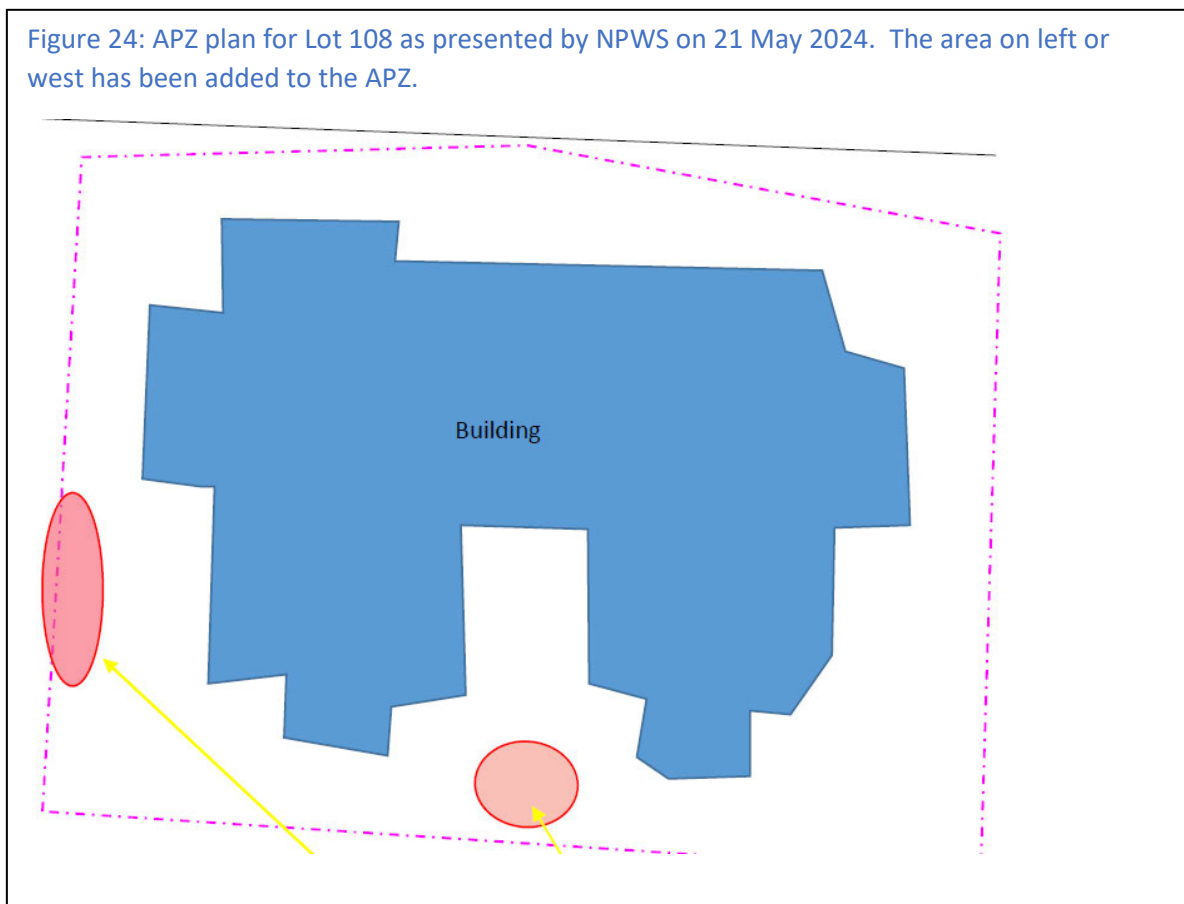 Figure 24: APZ plan for Lot 108 as presented by NPWS on 21 May 2024.  The area on left or
west has been added to the APZ.
Building